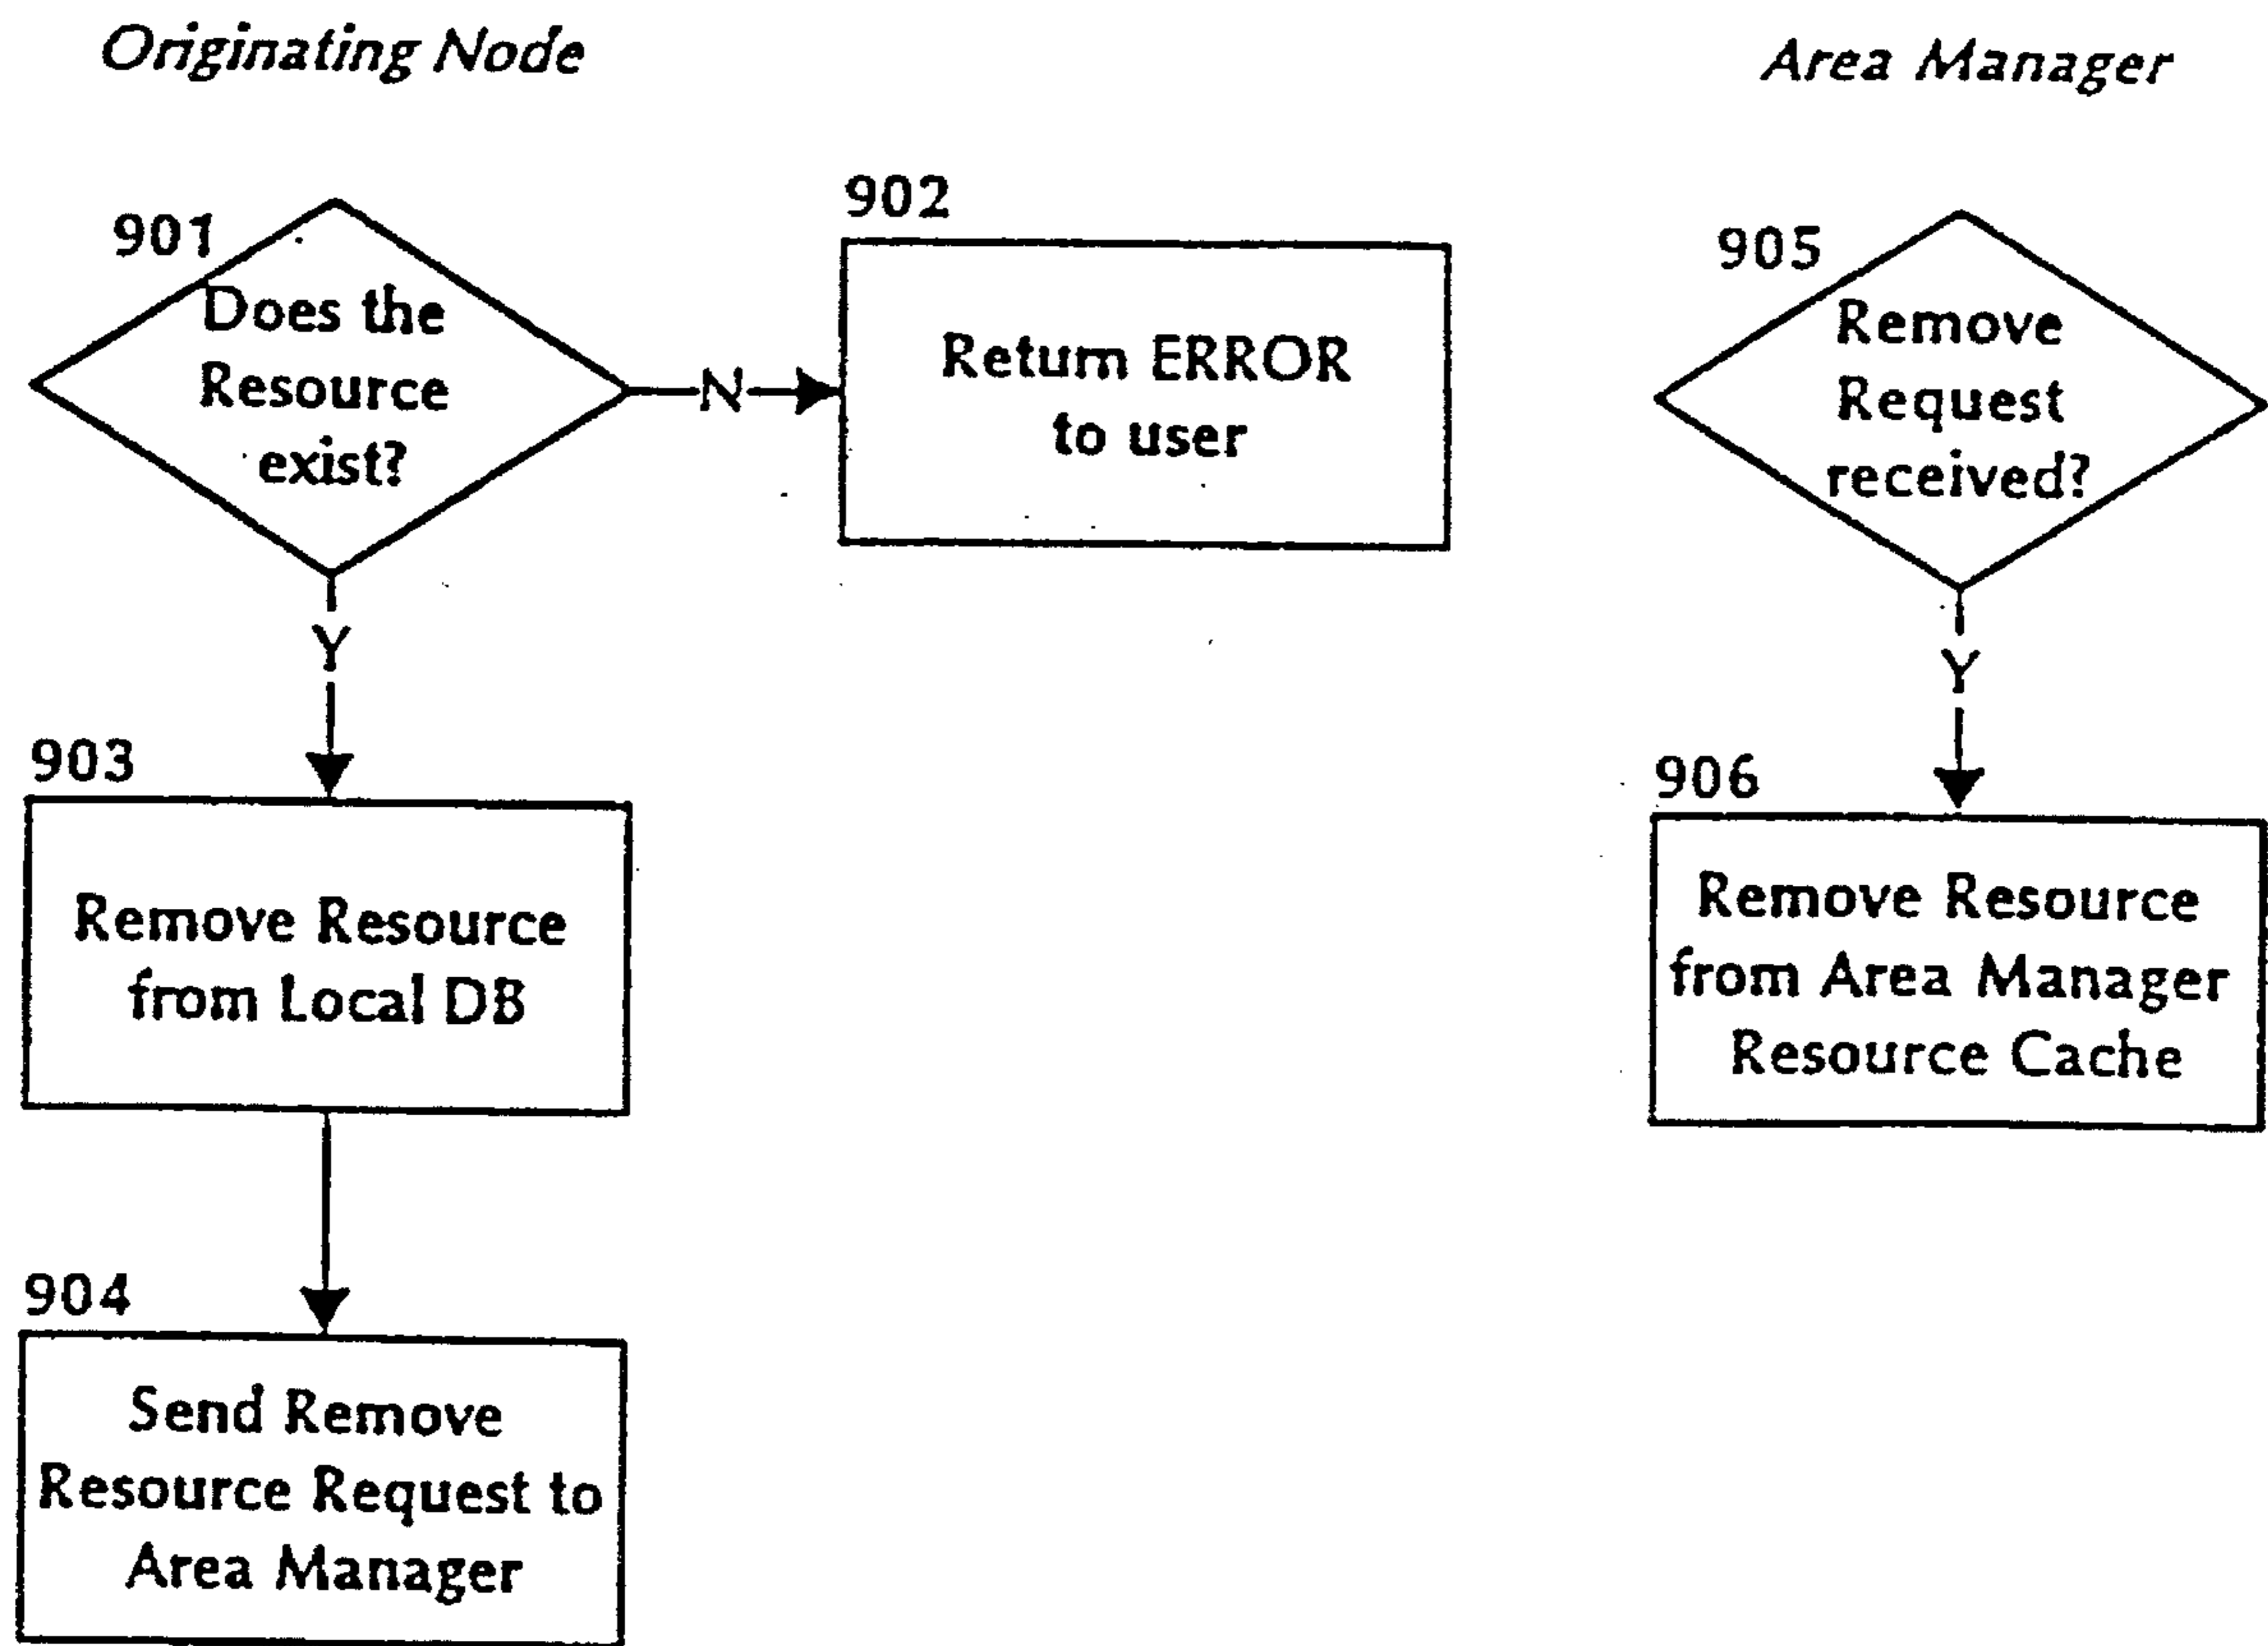 Originating Node
Area Manager
901
Does the
Resource
exist?
N
902
Return ERROR
to user
Y
903
Remove Resource
from Local DB
904
Send Remove
Resource Request to
Area Manager
905
Remove
Request
received?
Y
906
Remove Resource
from Area Manager
Resource Cache